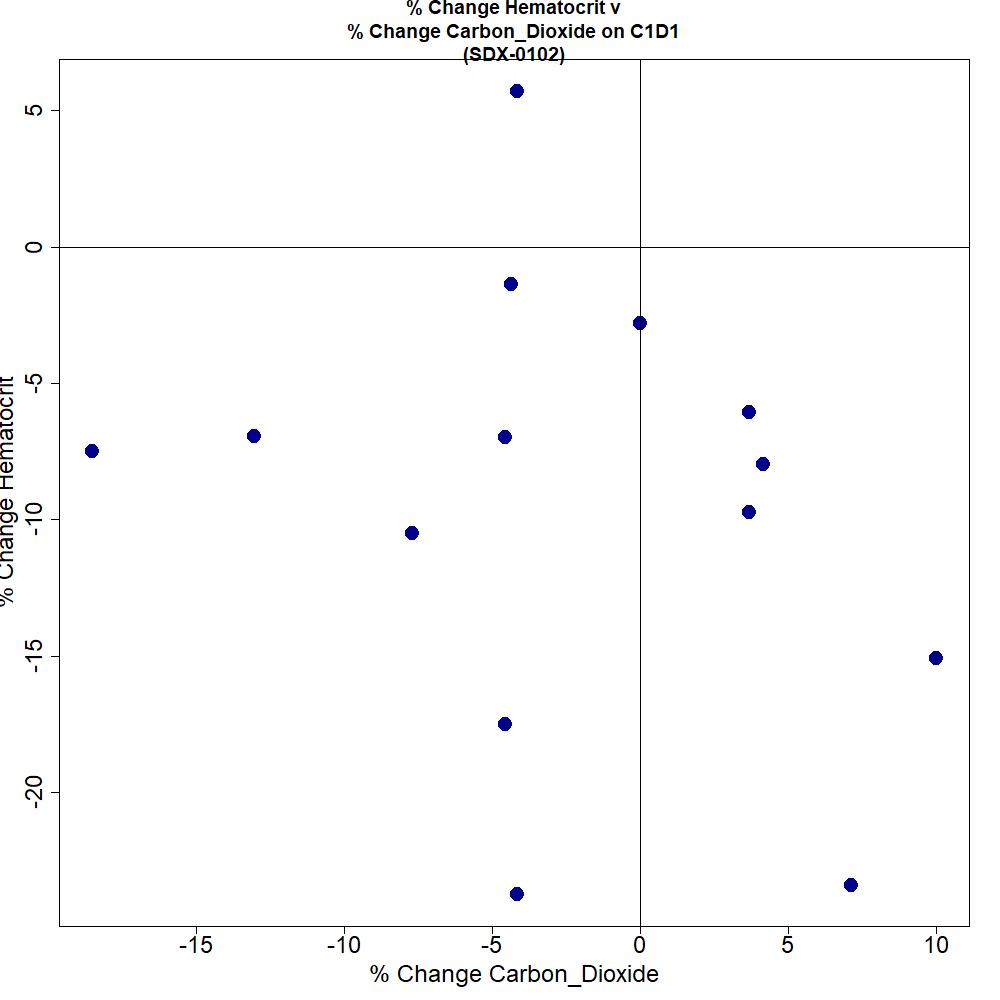 % Change Hematocrit v
% Change Carbon_Dioxide on C1D1
(SDX-0102)
% Change Hematocrit
5
0
-5
-10
-15
-20
-15
-10
-5
0
5
10
% Change Carbon_Dioxide